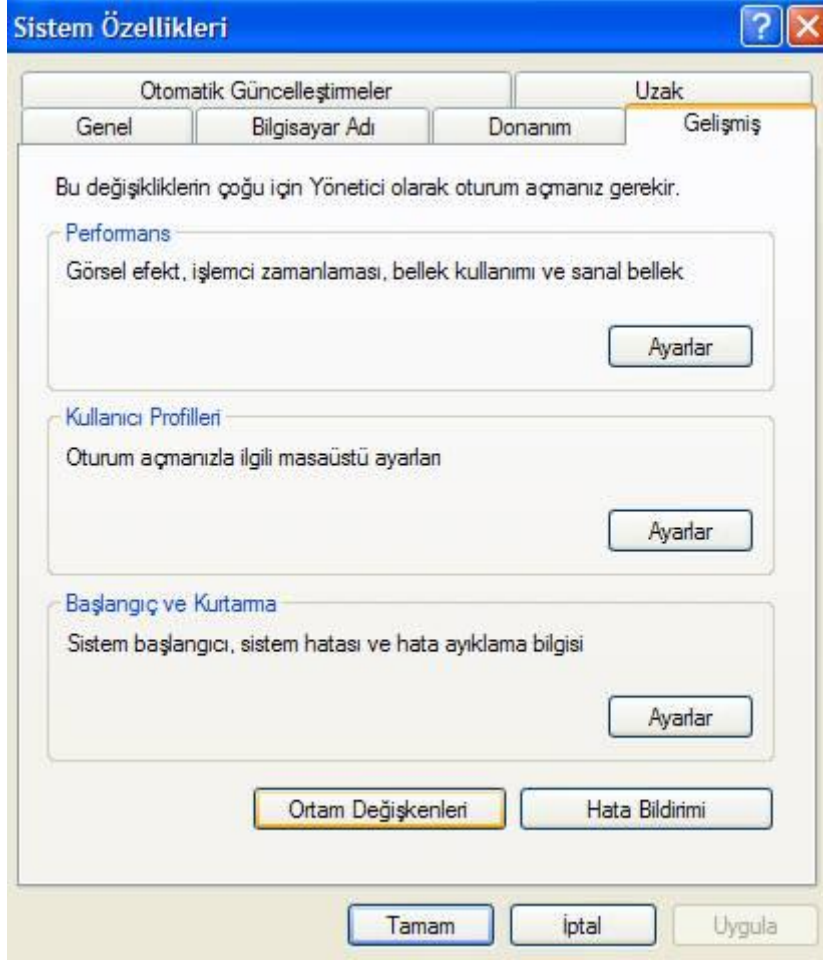 Sistem Özellikleri
Otomatik Güncelleştirmeler Uzak
Genel Bilgisayar Adı Donanım Gelişmiş
Bu değişikliklerin çoğu için Yönetici olarak oturum açmanız gerekir.
Performans
Görsel efekt, işlemci zamanlaması, bellek kullanımı ve sanal bellek
Ayarlar
Kullanıcı Profilleri
Oturum açmanızla ilgili masaüstü ayarları
Ayarlar
Başlangıç ve Kurtarma
Sistem başlangıcı, sistem hatası ve hata ayıklama bilgisi
Ayarlar
Ortam Değişkenleri Hata Bildirimi
Tamam İptal Uygula